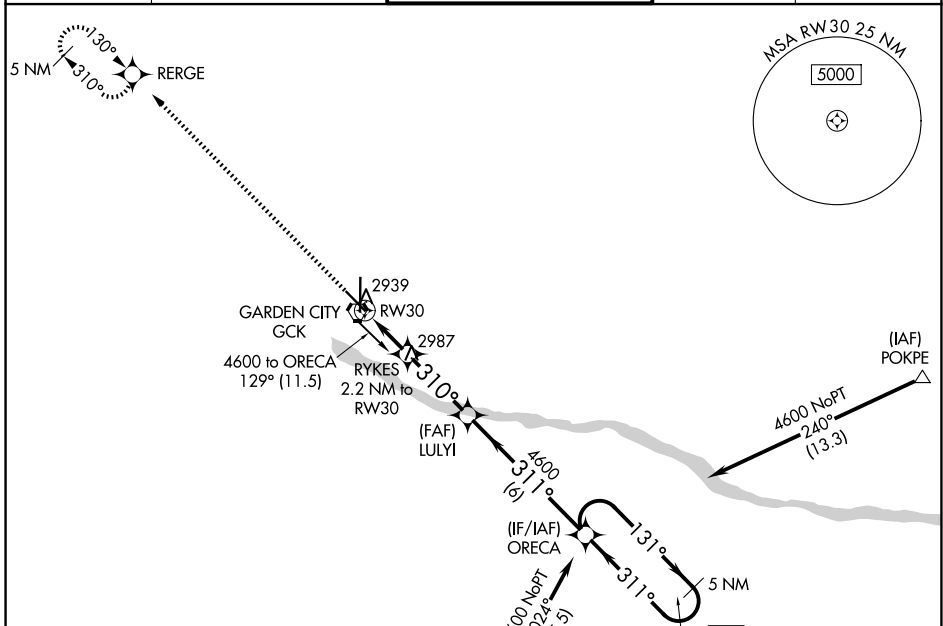 130°
310°
5 NM
RERGE
MSA RW30 25 NM
5000
2939
GARDEN CITY
GCK
RW30
2987
4600 to ORECA
129° (11.5)
RYKES
2.2 NM to
RW30
310°
(FAF)
LULYI
(IAF)
POKPE
4600 NoPT
240°
(13.3)
4600
311°
(6)
(IF/IAF)
ORECA
131°
311°
5 NM
NoPT
024°